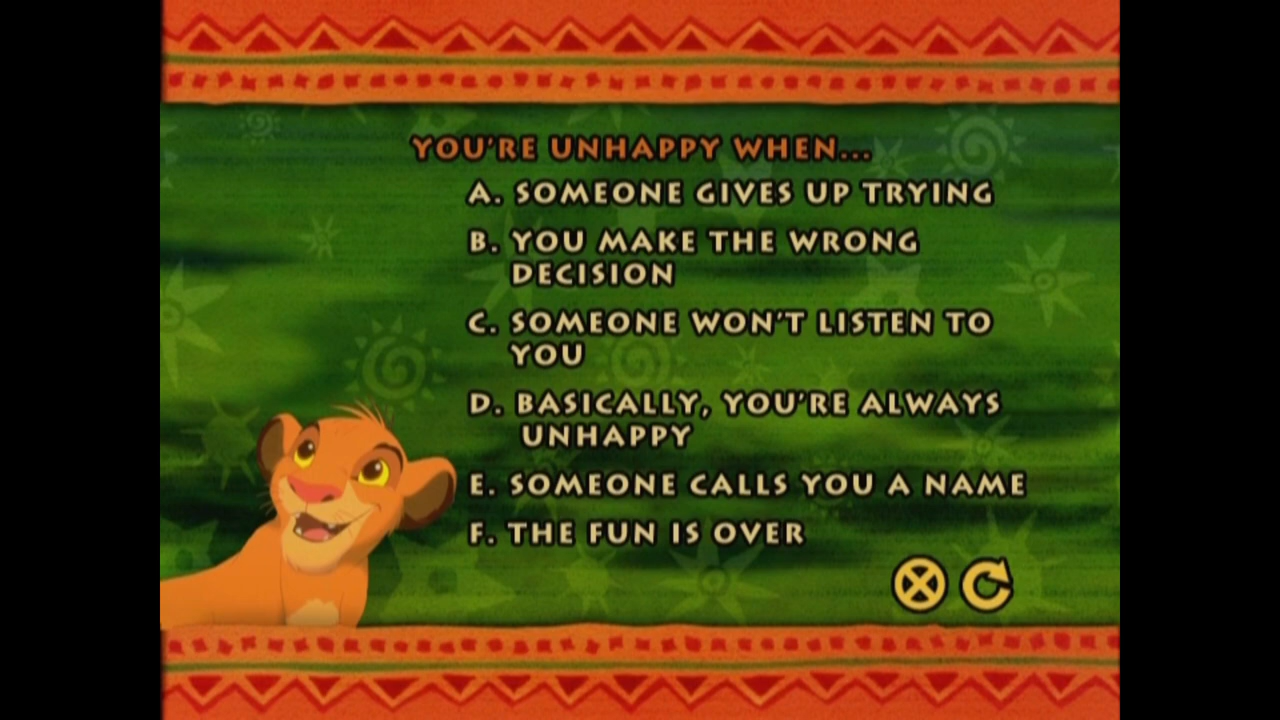 YOU'RE UNHAPPY WHEN...
A. SOMEONE GIVES UP TRYING
B. YOU MAKE THE WRONG
DECISION
C. SOMEONE WON'T LISTEN TO
YOU
D. BASICALLY, YOU'RE ALWAYS
UNHAPPY
E. SOMEONE CALLS YOU A NAME
F. THE FUN IS OVER